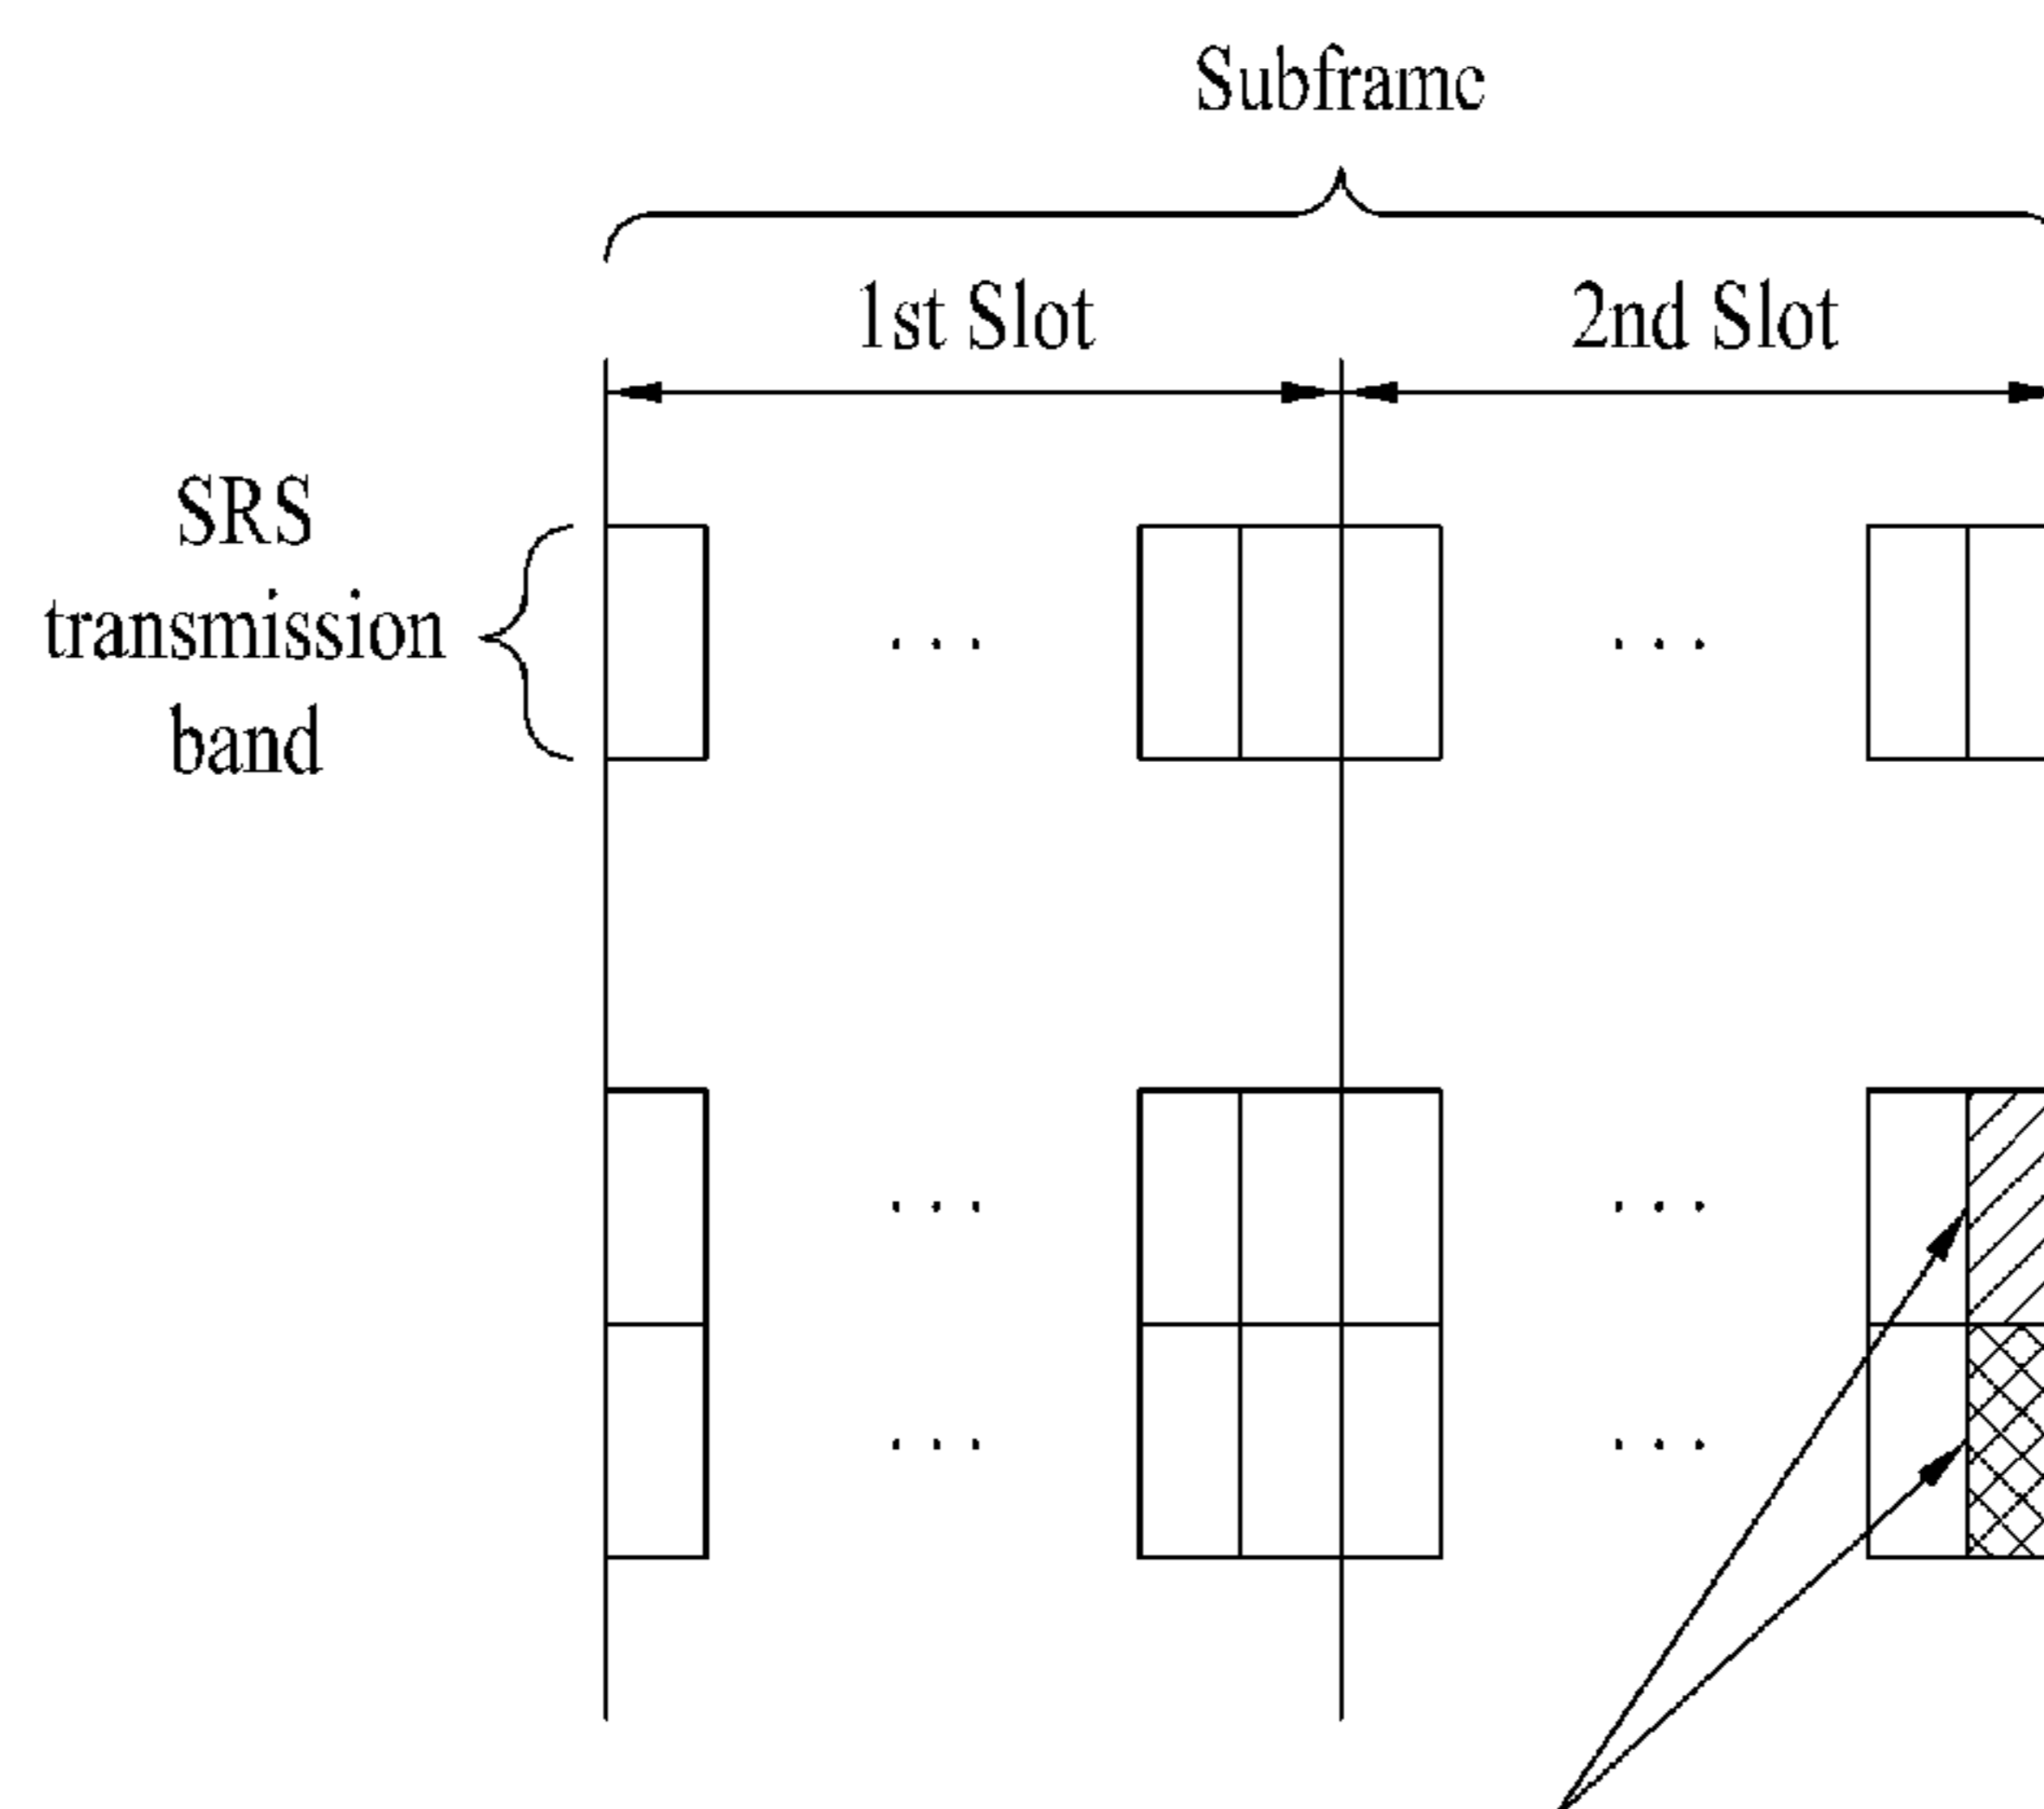 Subframe
1st Slot
2nd Slot
SRS
transmission
band